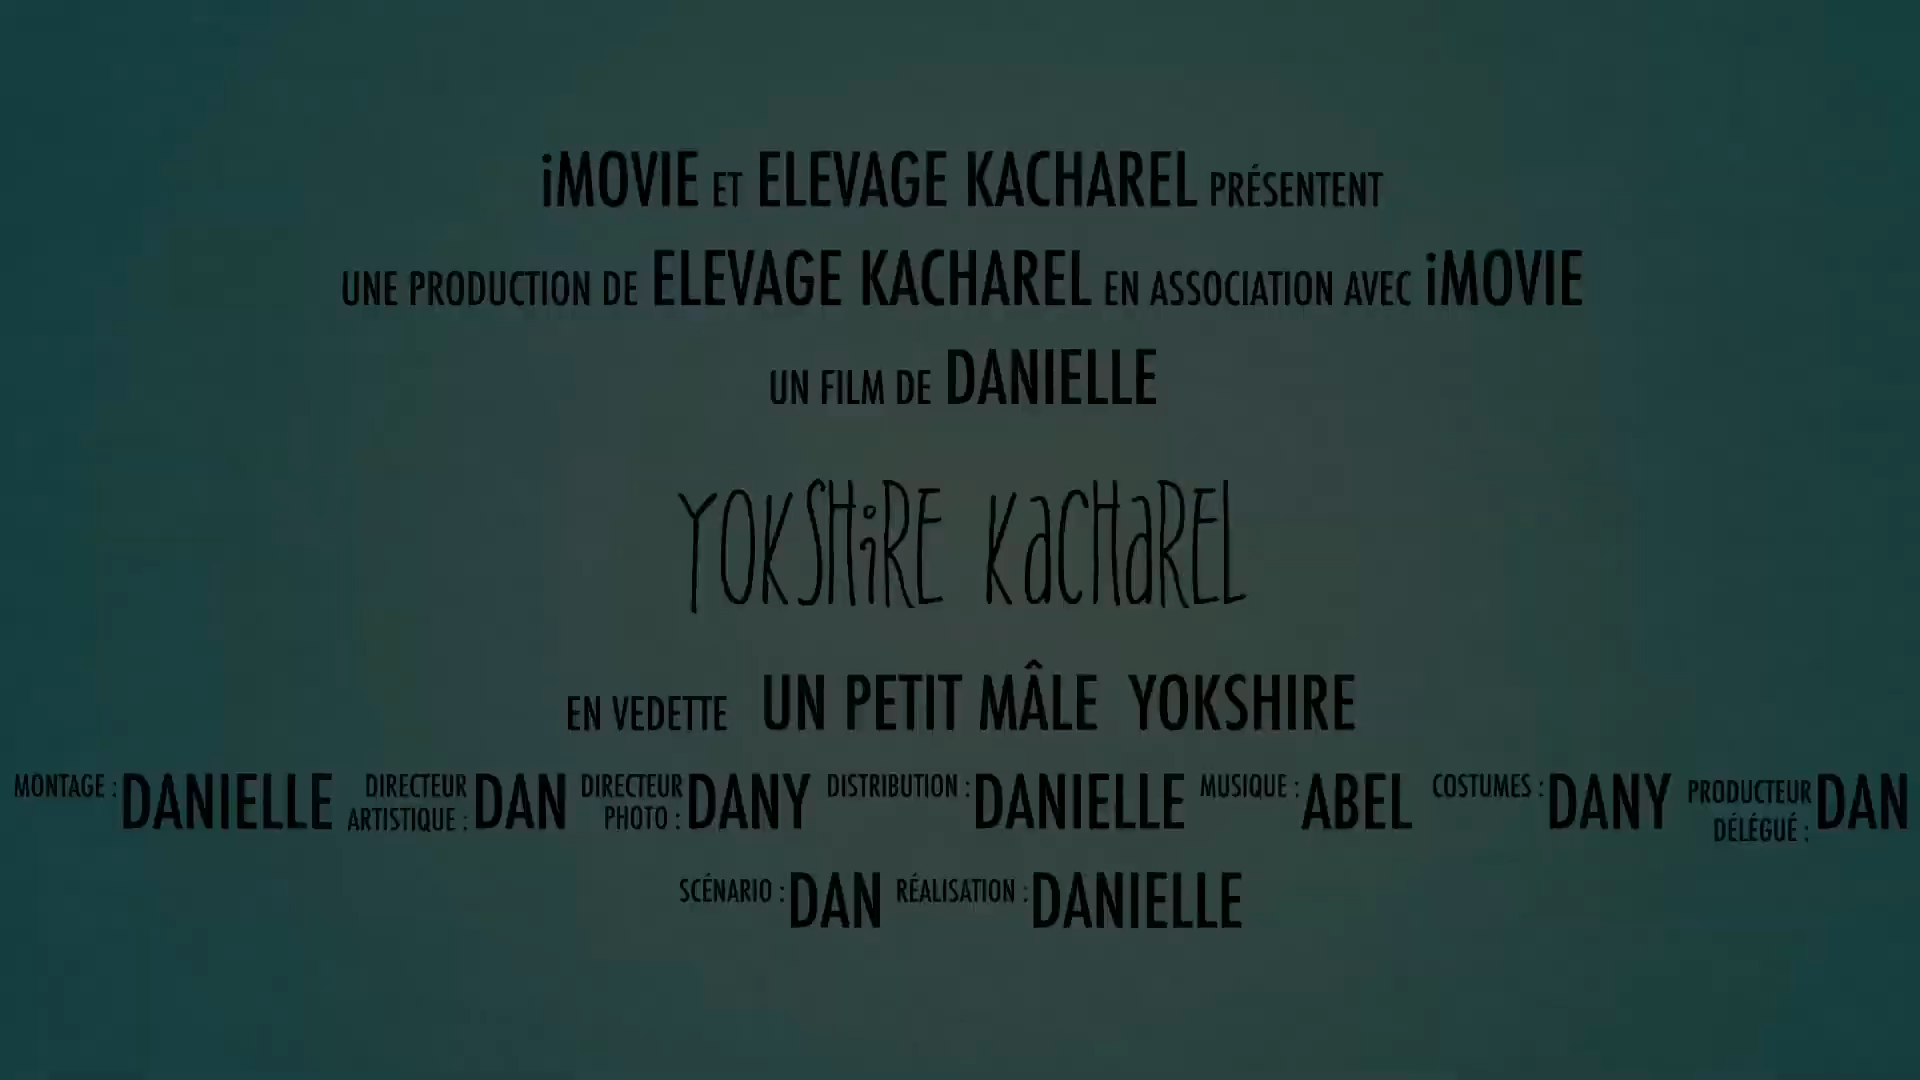 iMOVIE ET ELEVAGE KACHAREL PRÉSENTENT
UNE PRODUCTION DE ELEVAGE KACHAREL EN ASSOCIATION AVEC iMOVIE
UN FILM DE DANIELLE
YOKSHiRE KaCHaREL
EN VEDETTE UN PETIT MÂLE YOKSHIRE
MONTAGE : DANIELLE DIRECTEUR ARTISTIQUE : DAN DIRECTEUR PHOTO : DANY DISTRIBUTION : DANIELLE MUSIQUE : ABEL COSTUMES : DANY PRODUCTEUR DÉLÉGUÉ : DAN
SCÉNARIO : DAN RÉALISATION : DANIELLE